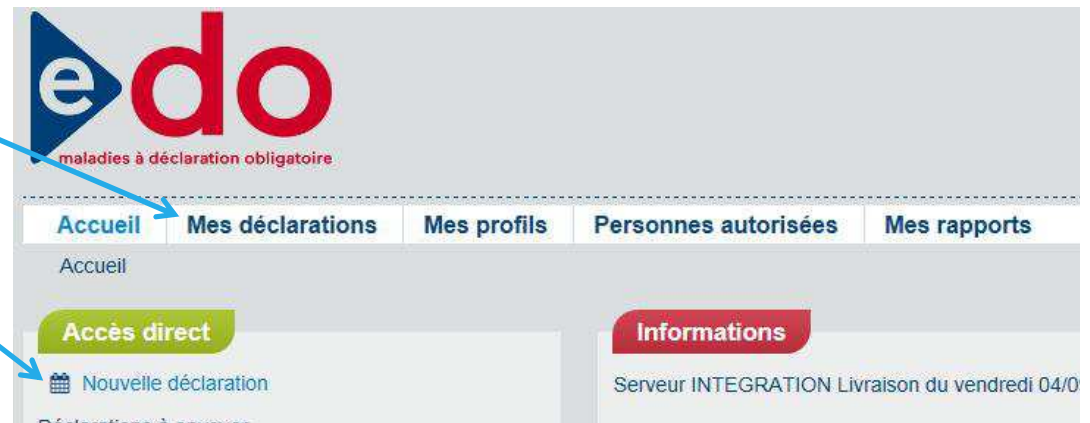 e do
maladies à déclaration obligatoire
Accueil Mes déclarations Mes profils Personnes autorisées Mes rapports
Accueil
Accès direct
Informations
Nouvelle déclaration
Serveur INTEGRATION Livraison du vendredi 04/0